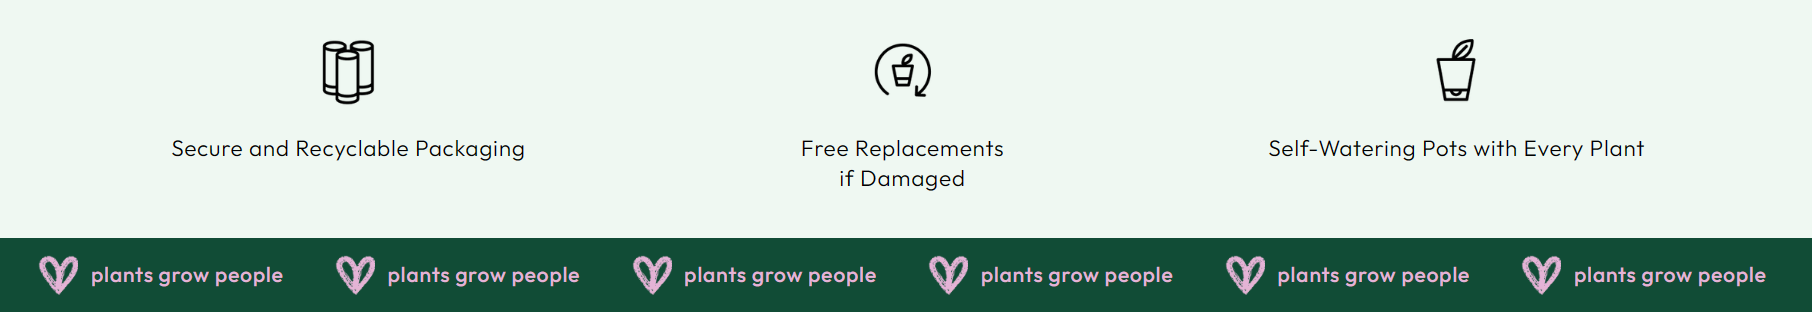 Secure and Recyclable Packaging
Free Replacements
if Damaged
Self-Watering Pots with Every Plant
plants grow people
plants grow people
plants grow people
plants grow people
plants grow people
plants grow people